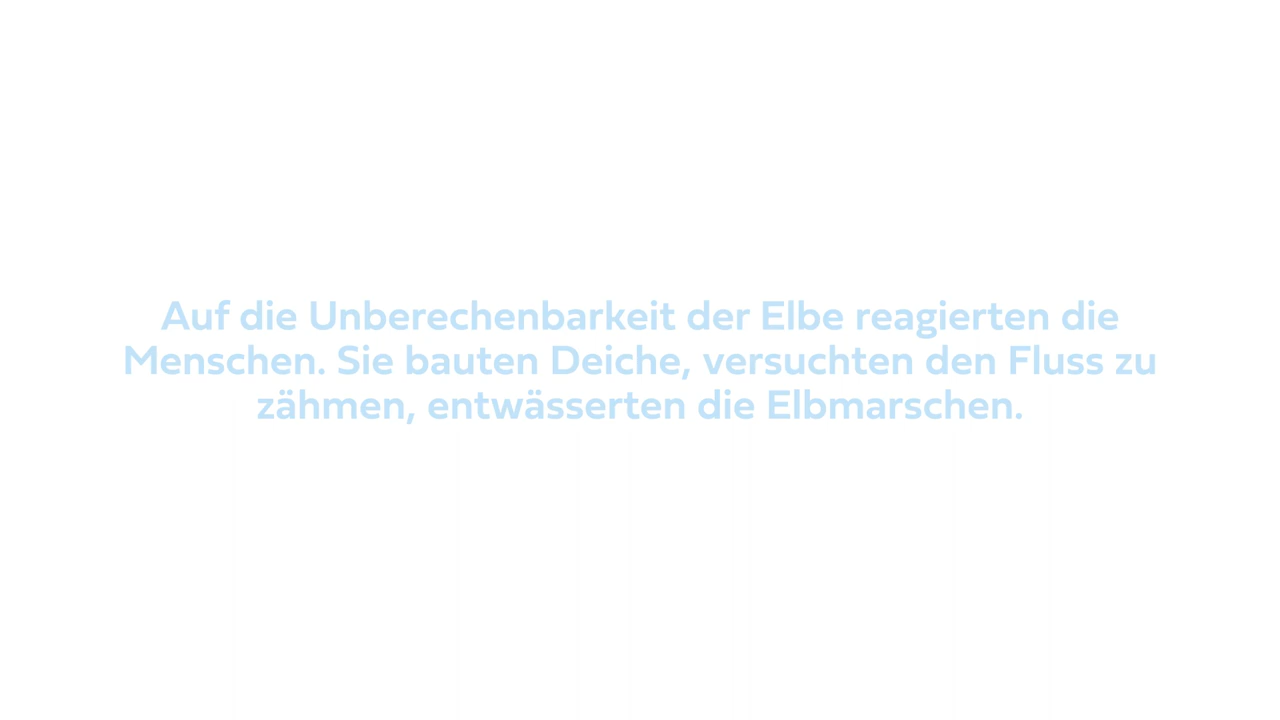 Auf die Unberechenbarkeit der Elbe reagierten die
Menschen. Sie bauten Deiche, versuchten den Fluss zu
zähmen, entwässerten die Elbmarschen.